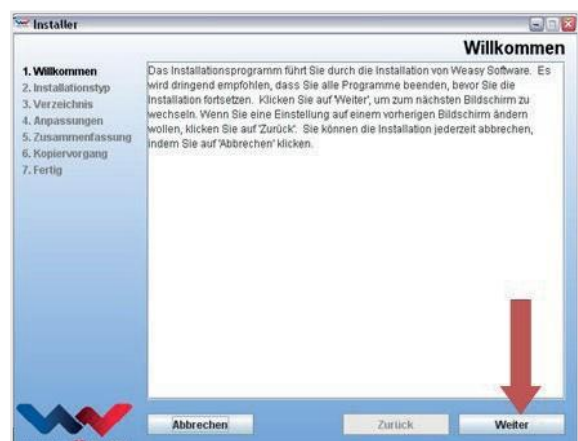 Installer
Willkommen
1. Willkommen
2. Installationstyp
3. Verzeichnis
4. Anpassungen
5. Zusammenfassung
6. Kopiervorgang
7. Fertig
Das Installationsprogramm führt Sie durch die Installation von Weasy Software. Es
wird dringend empfohlen, dass Sie alle Programme beenden, bevor Sie die
Installation fortsetzen. Klicken Sie auf 'Weiter', um zum nächsten Bildschirm zu
wechseln. Wenn Sie eine Einstellung auf einem vorherigen Bildschirm ändern
wollen, klicken Sie auf 'Zurück'. Sie können die Installation jederzeit abbrechen,
indem Sie auf 'Abbrechen' klicken.
Abbrechen
Zurück
Weiter